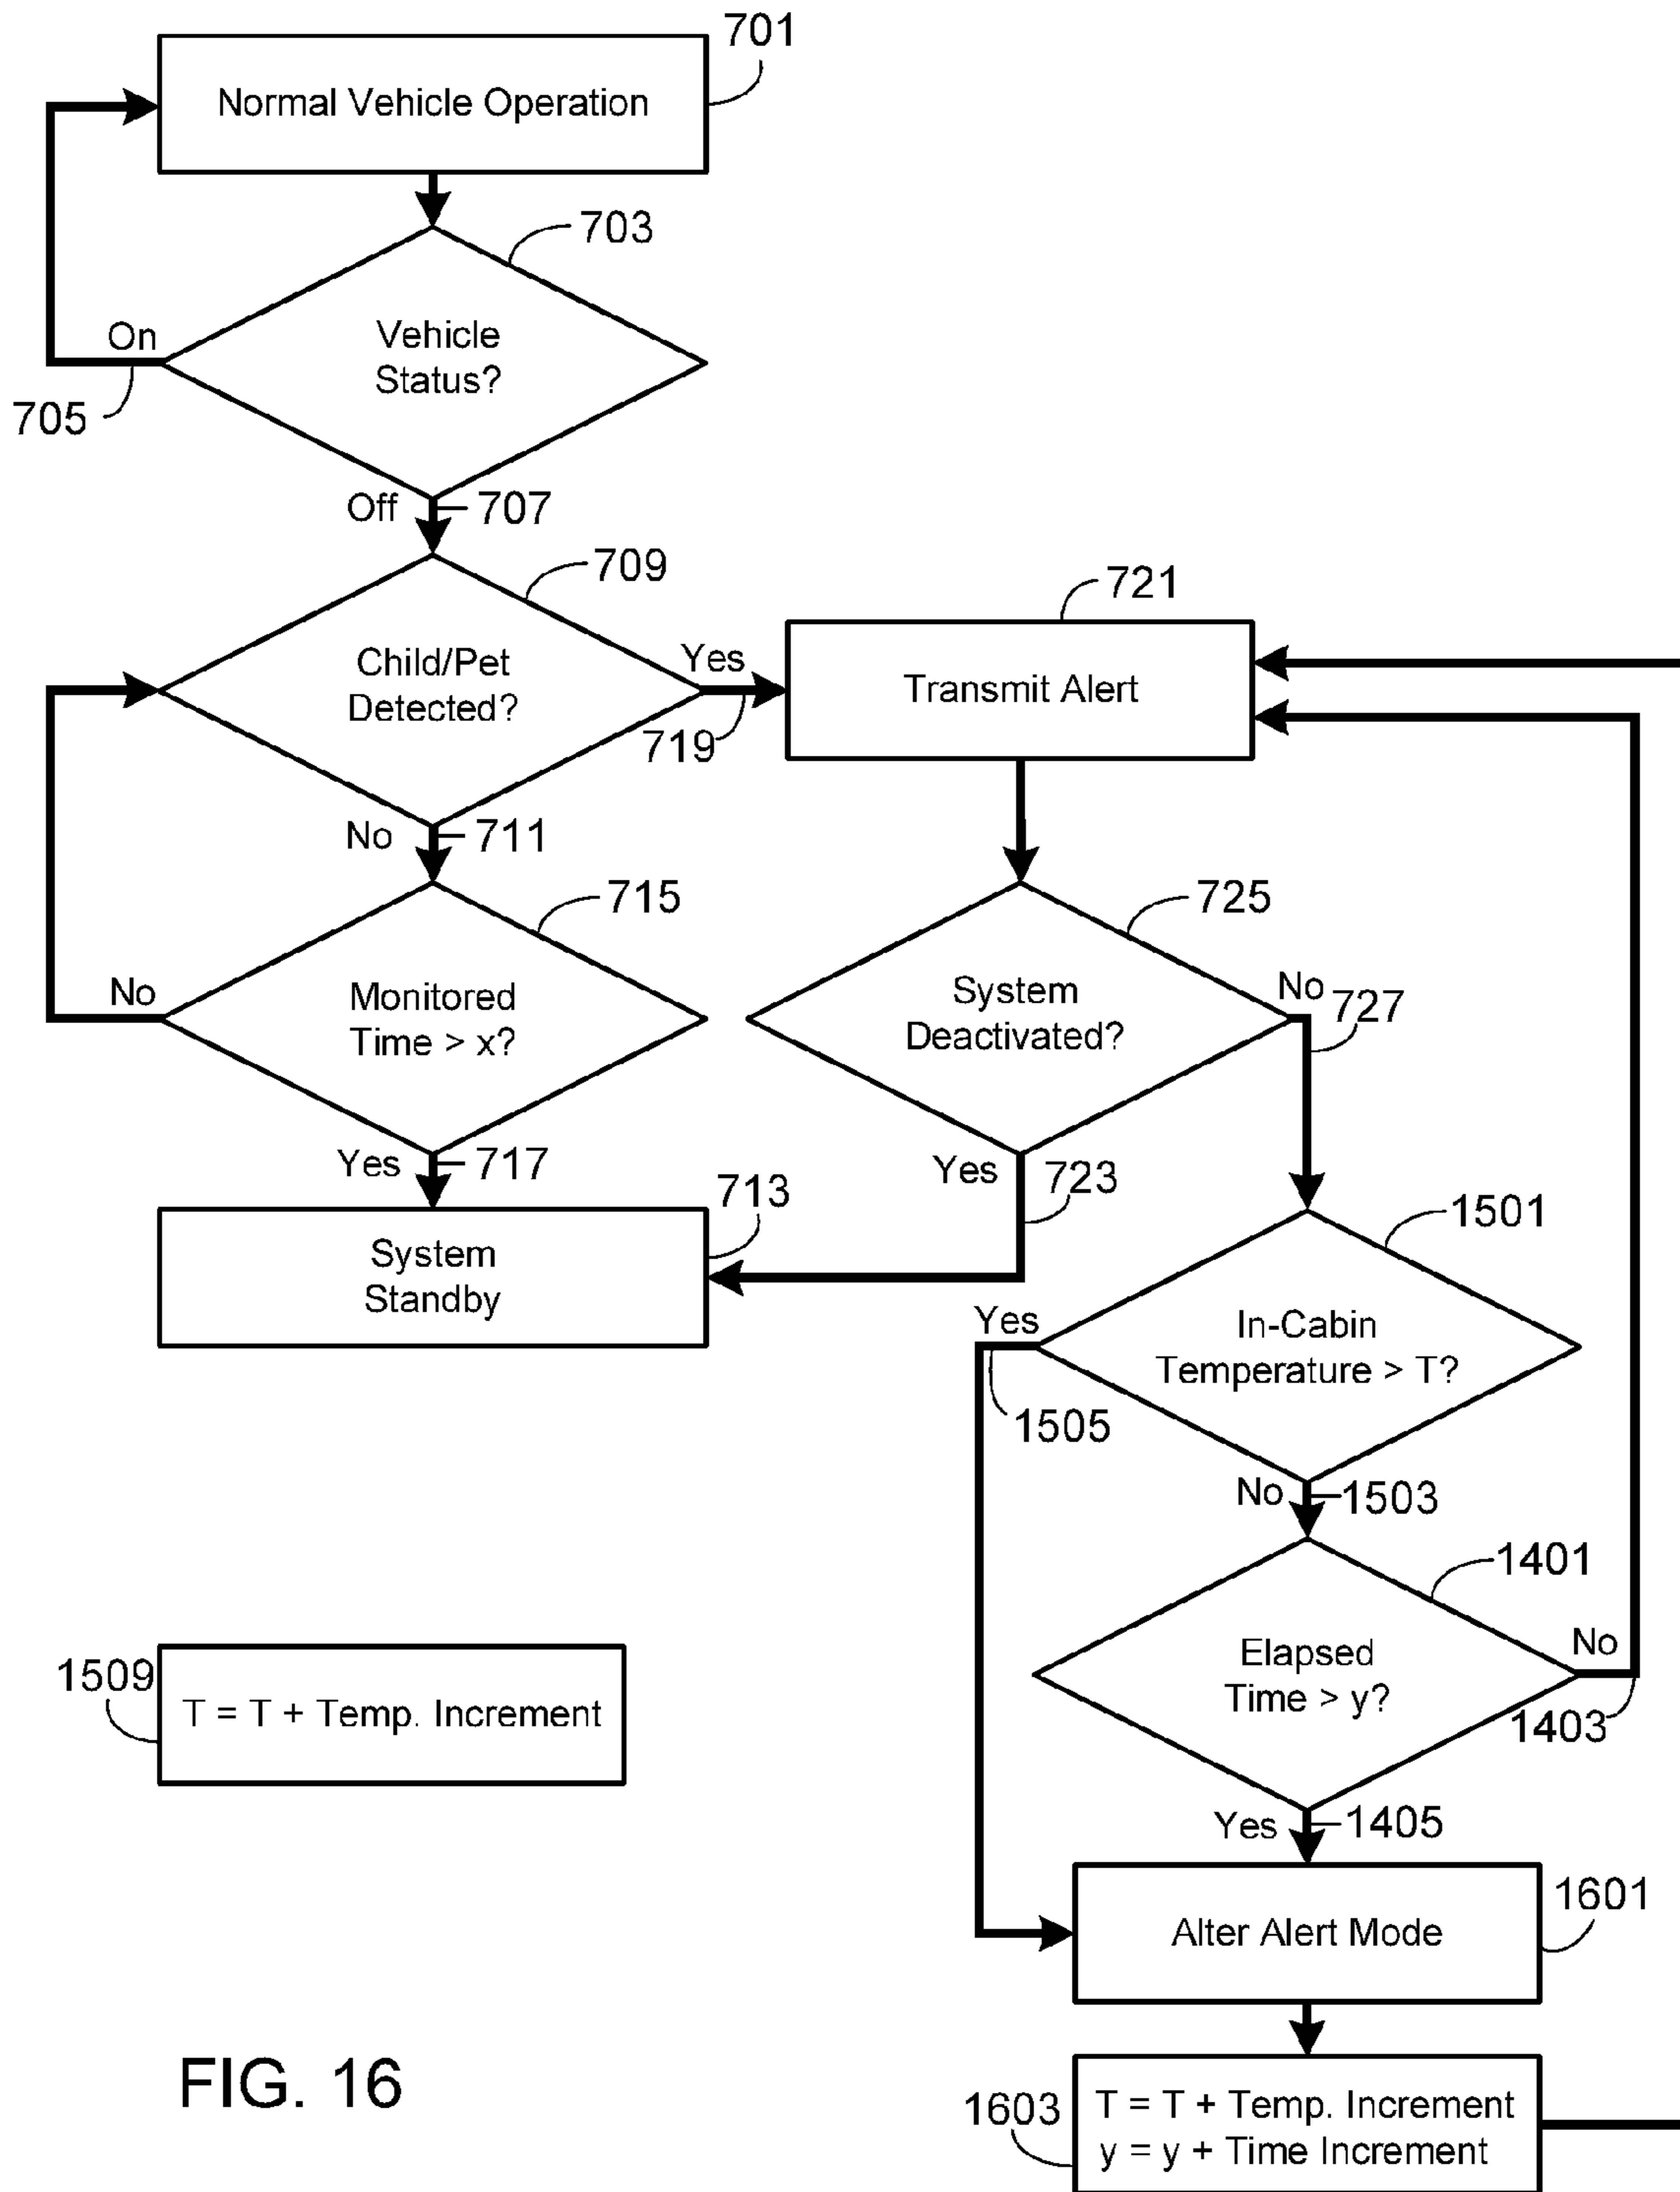 701
Normal Vehicle Operation
703
Vehicle
Status?
On
705
Off
707
709
Child/Pet
Detected?
Yes
719
721
Transmit Alert
No
711
715
Monitored
Time > x?
No
Yes
717
713
System
Standby
725
System
Deactivated?
No
727
Yes
723
1501
In-Cabin
Temperature > T?
Yes
1505
No
1503
1401
Elapsed
Time > y?
No
1403
Yes
1405
1509
T = T + Temp. Increment
1601
Alter Alert Mode
1603
T = T + Temp. Increment
y = y + Time Increment
FIG. 16